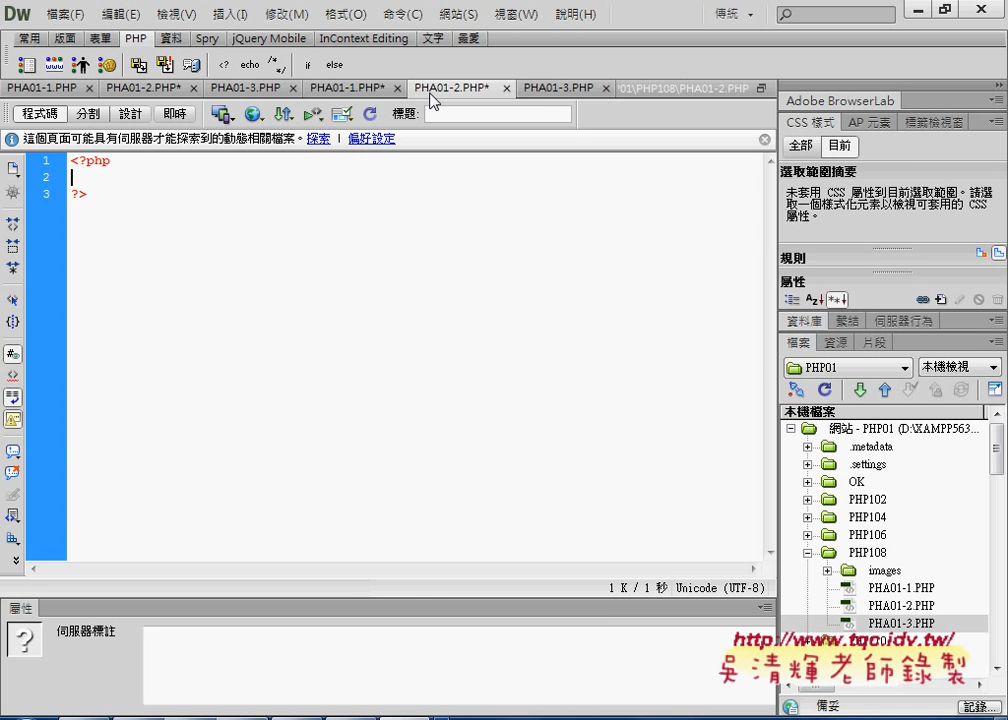 Dw 檔案(F) 編輯(E) 檢視(V) 插入(I) 修改(M) 格式(O) 命令(C) 網站(S) 視窗(W) 說明(H) 傳統
常用 版面 表單 PHP 資料 Spry jQuery Mobile InContext Editing 文字 最愛
<? echo /* */ if else
PHA01-1.PHP PHA01-2.PHP* PHA01-3.PHP PHA01-1.PHP* PHA01-2.PHP* PHA01-3.PHP '01\PHP108\PHA01-2.PHP
程式碼 分割 設計 即時 標題:
這個頁面可能具有伺服器才能探索到的動態相關檔案。 探索 | 偏好設定
1 <?php
2
3 ?>
1 K / 1 秒 Unicode (UTF-8)
屬性
伺服器標註
Adobe BrowserLab
CSS 樣式 AP 元素 標籤檢視窗
全部 目前
選取範圍摘要
未套用 CSS 屬性到目前選取範圍。請選
取一個樣式化元素以檢視可套用的 CSS
屬性。
規則
屬性
資料庫 繫結 伺服器行為
檔案 資源 片段
PHP01 本機檢視
本機檔案
網站 - PHP01 (D:\XAMPP563...
.metadata
.settings
OK
PHP102
PHP104
PHP106
PHP108
images
PHA01-1.PHP
PHA01-2.PHP
PHA01-3.PHP
http://www.tqoidv.tw/
吳清輝老師錄製
備妥 記錄...